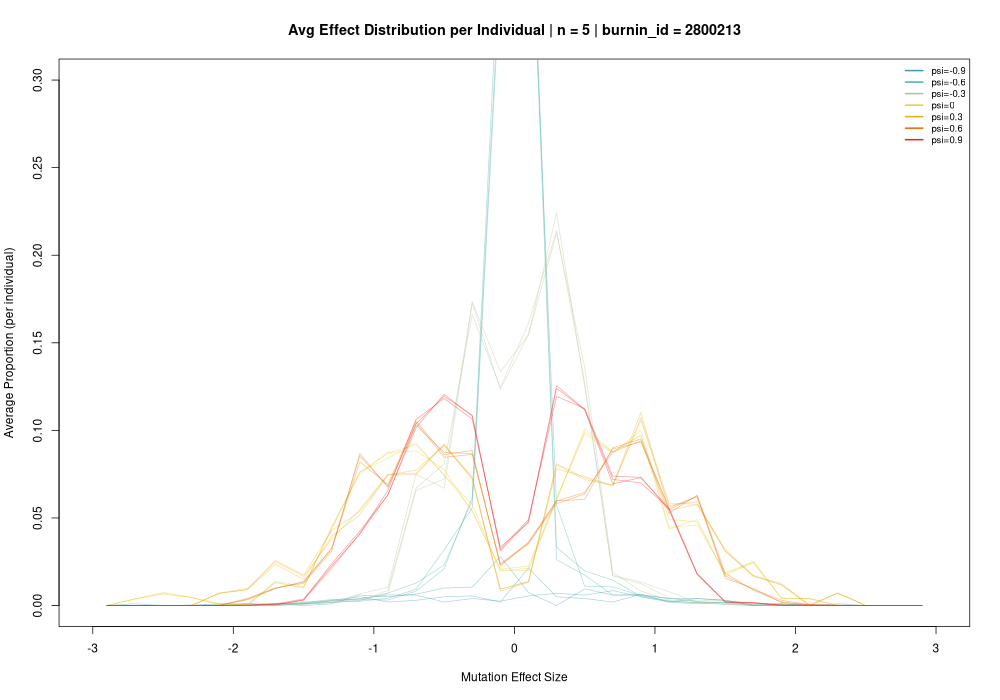 Avg Effect Distribution per Individual | n = 5 | burnin_id = 2800213
psi=-0.9
psi=-0.6
psi=-0.3
psi=0
psi=0.3
psi=0.6
psi=0.9
Average Proportion (per individual)
0.30
0.25
0.20
0.15
0.10
0.05
0.00
-3 -2 -1 0 1 2 3
Mutation Effect Size